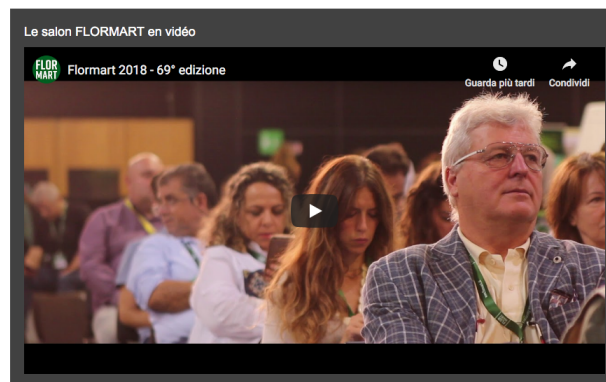 Le salon FLORMART en vidéo
FLOR
MART
Flormart 2018 - 69° edizione
Guarda più tardi
Condividi